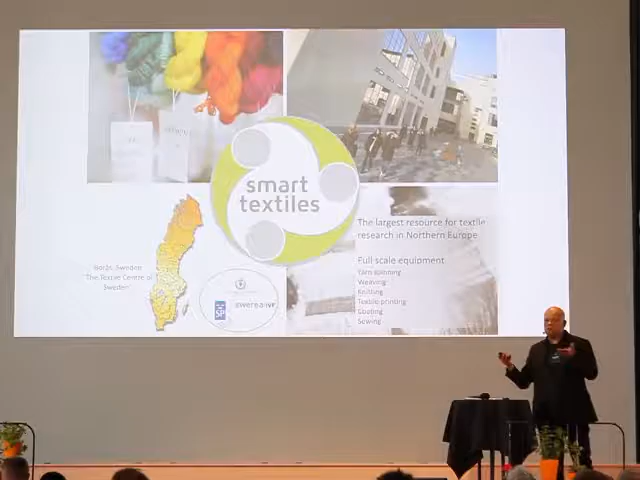 smart
textiles
The largest resource for textile
research in Northern Europe
Full scale equipment
Yarn spinning
Weaving
Knitting
Textile printing
Coating
Sewing
Borås, Sweden
"The Textile Centre of
Sweden"
SP
swerea IVF